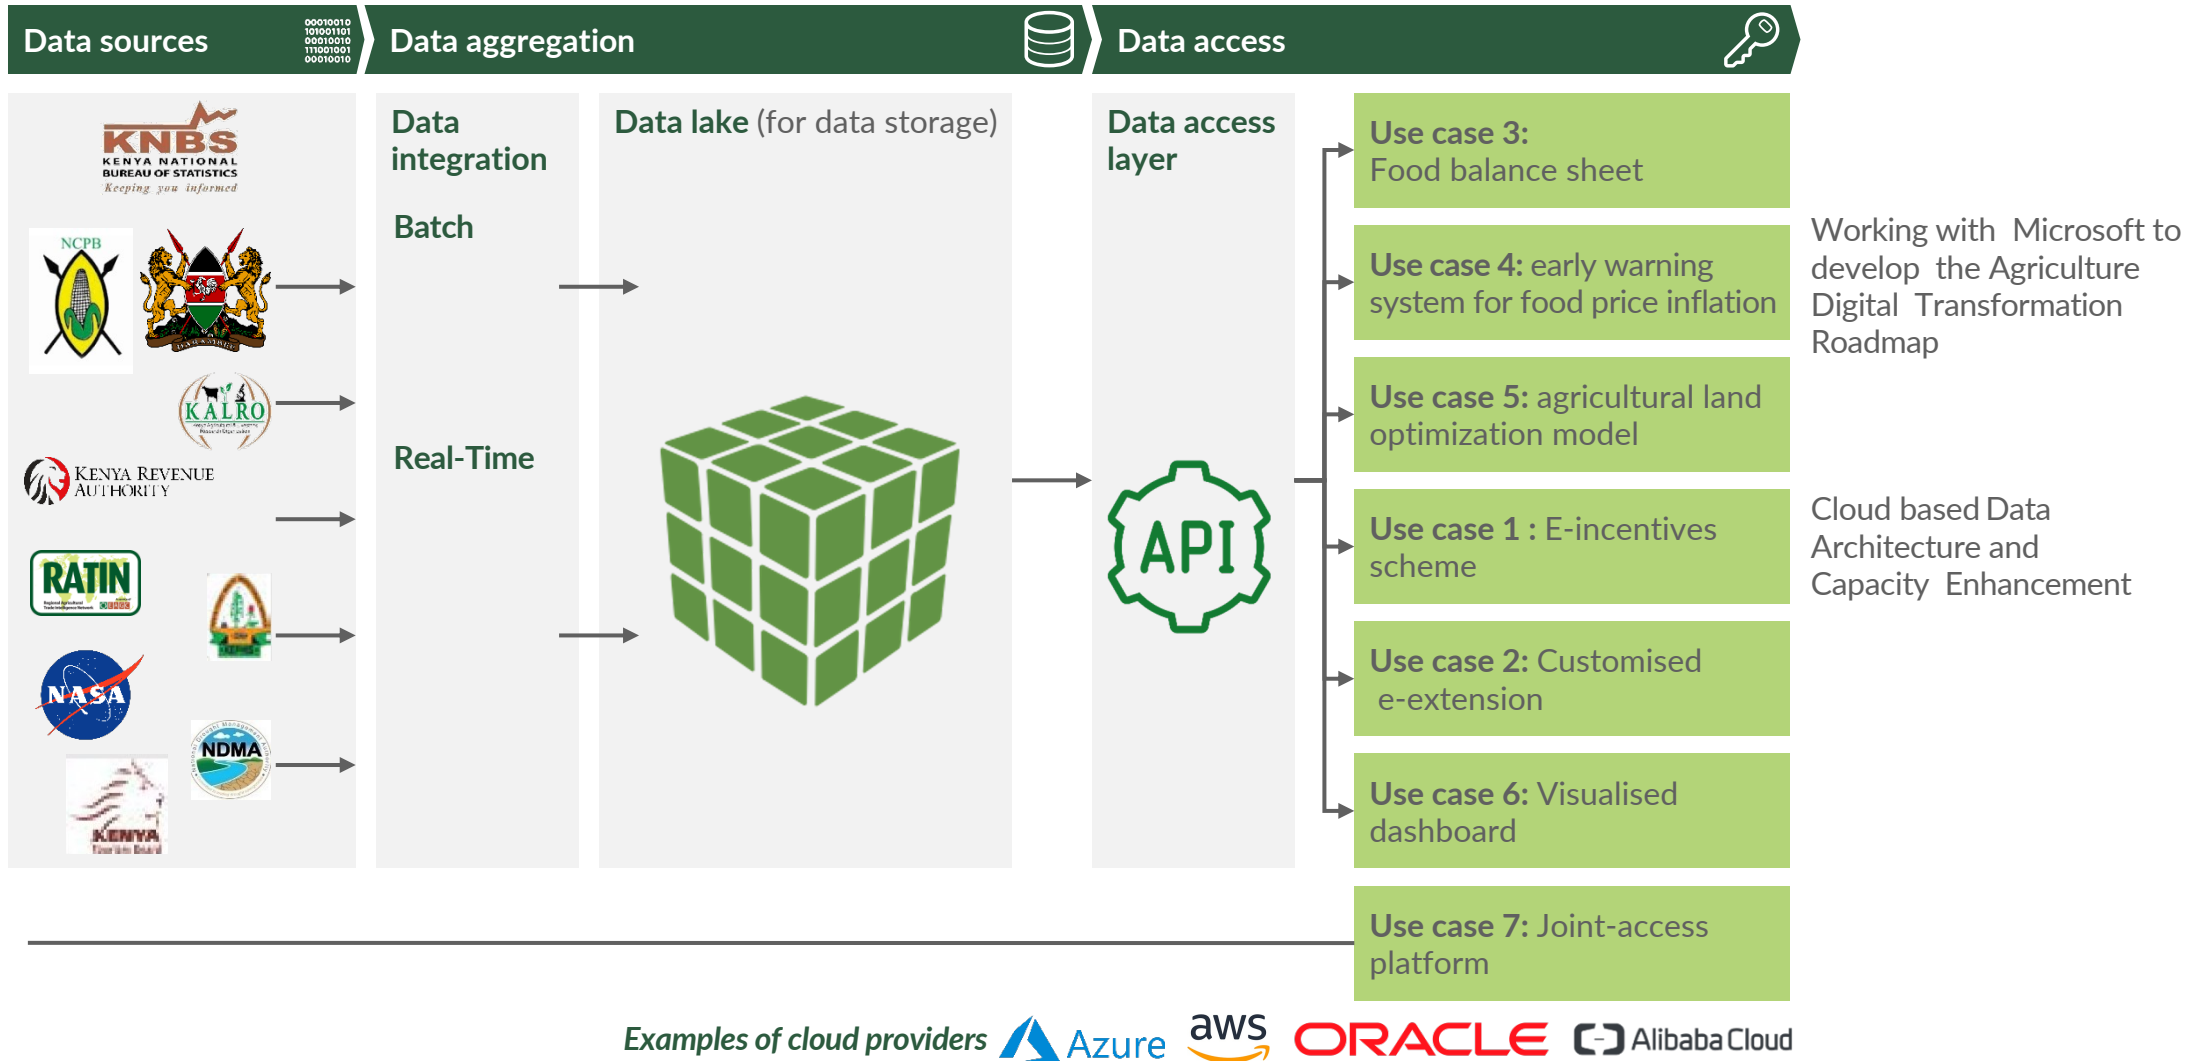 Data sources
00010010
101001101
00010010
111001001
00010010
Data aggregation
Data access
KNBS
KENYA NATIONAL
BUREAU OF STATISTICS
Keeping you informed
NCPB
KALRO
KENYA REVENUE
AUTHORITY
RATIN
NASA
NDMA
KENYA
Data
integration
Batch
Real-Time
Data lake (for data storage)
Data access
layer
API
Use case 3:
Food balance sheet
Use case 4: early warning
system for food price inflation
Use case 5: agricultural land
optimization model
Use case 1 : E-incentives
scheme
Use case 2: Customised
e-extension
Use case 6: Visualised
dashboard
Use case 7: Joint-access
platform
Working with Microsoft to
develop the Agriculture
Digital Transformation
Roadmap
Cloud based Data
Architecture and
Capacity Enhancement
Examples of cloud providers
Azure
aws
ORACLE
Alibaba Cloud